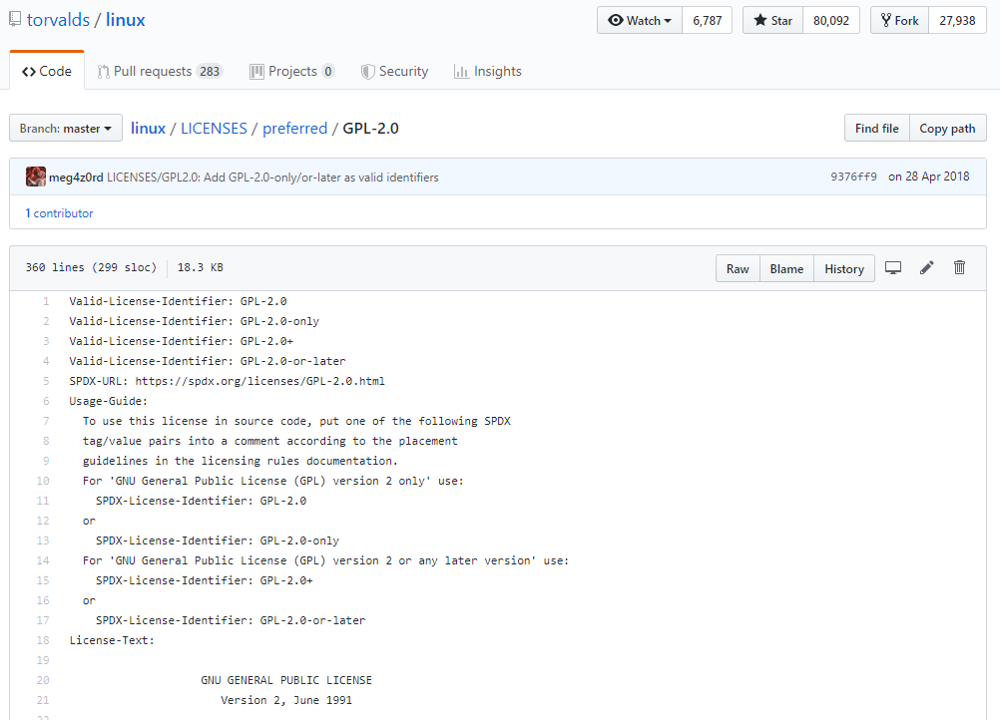 torvalds / linux
Watch 6,787 Star 80,092 Fork 27,938
Code Pull requests 283 Projects 0 Security Insights
Branch: master linux / LICENSES / preferred / GPL-2.0 Find file Copy path
meg4z0rd LICENSES/GPL2.0: Add GPL-2.0-only/or-later as valid identifiers 9376ff9 on 28 Apr 2018
1 contributor
360 lines (299 sloc) 18.3 KB Raw Blame History
1 Valid-License-Identifier: GPL-2.0
2 Valid-License-Identifier: GPL-2.0-only
3 Valid-License-Identifier: GPL-2.0+
4 Valid-License-Identifier: GPL-2.0-or-later
5 SPDX-URL: https://spdx.org/licenses/GPL-2.0.html
6 Usage-Guide:
7 To use this license in source code, put one of the following SPDX
8 tag/value pairs into a comment according to the placement
9 guidelines in the licensing rules documentation.
10 For 'GNU General Public License (GPL) version 2 only' use:
11 SPDX-License-Identifier: GPL-2.0
12 or
13 SPDX-License-Identifier: GPL-2.0-only
14 For 'GNU General Public License (GPL) version 2 or any later version' use:
15 SPDX-License-Identifier: GPL-2.0+
16 or
17 SPDX-License-Identifier: GPL-2.0-or-later
18 License-Text:
19
20 GNU GENERAL PUBLIC LICENSE
21 Version 2, June 1991